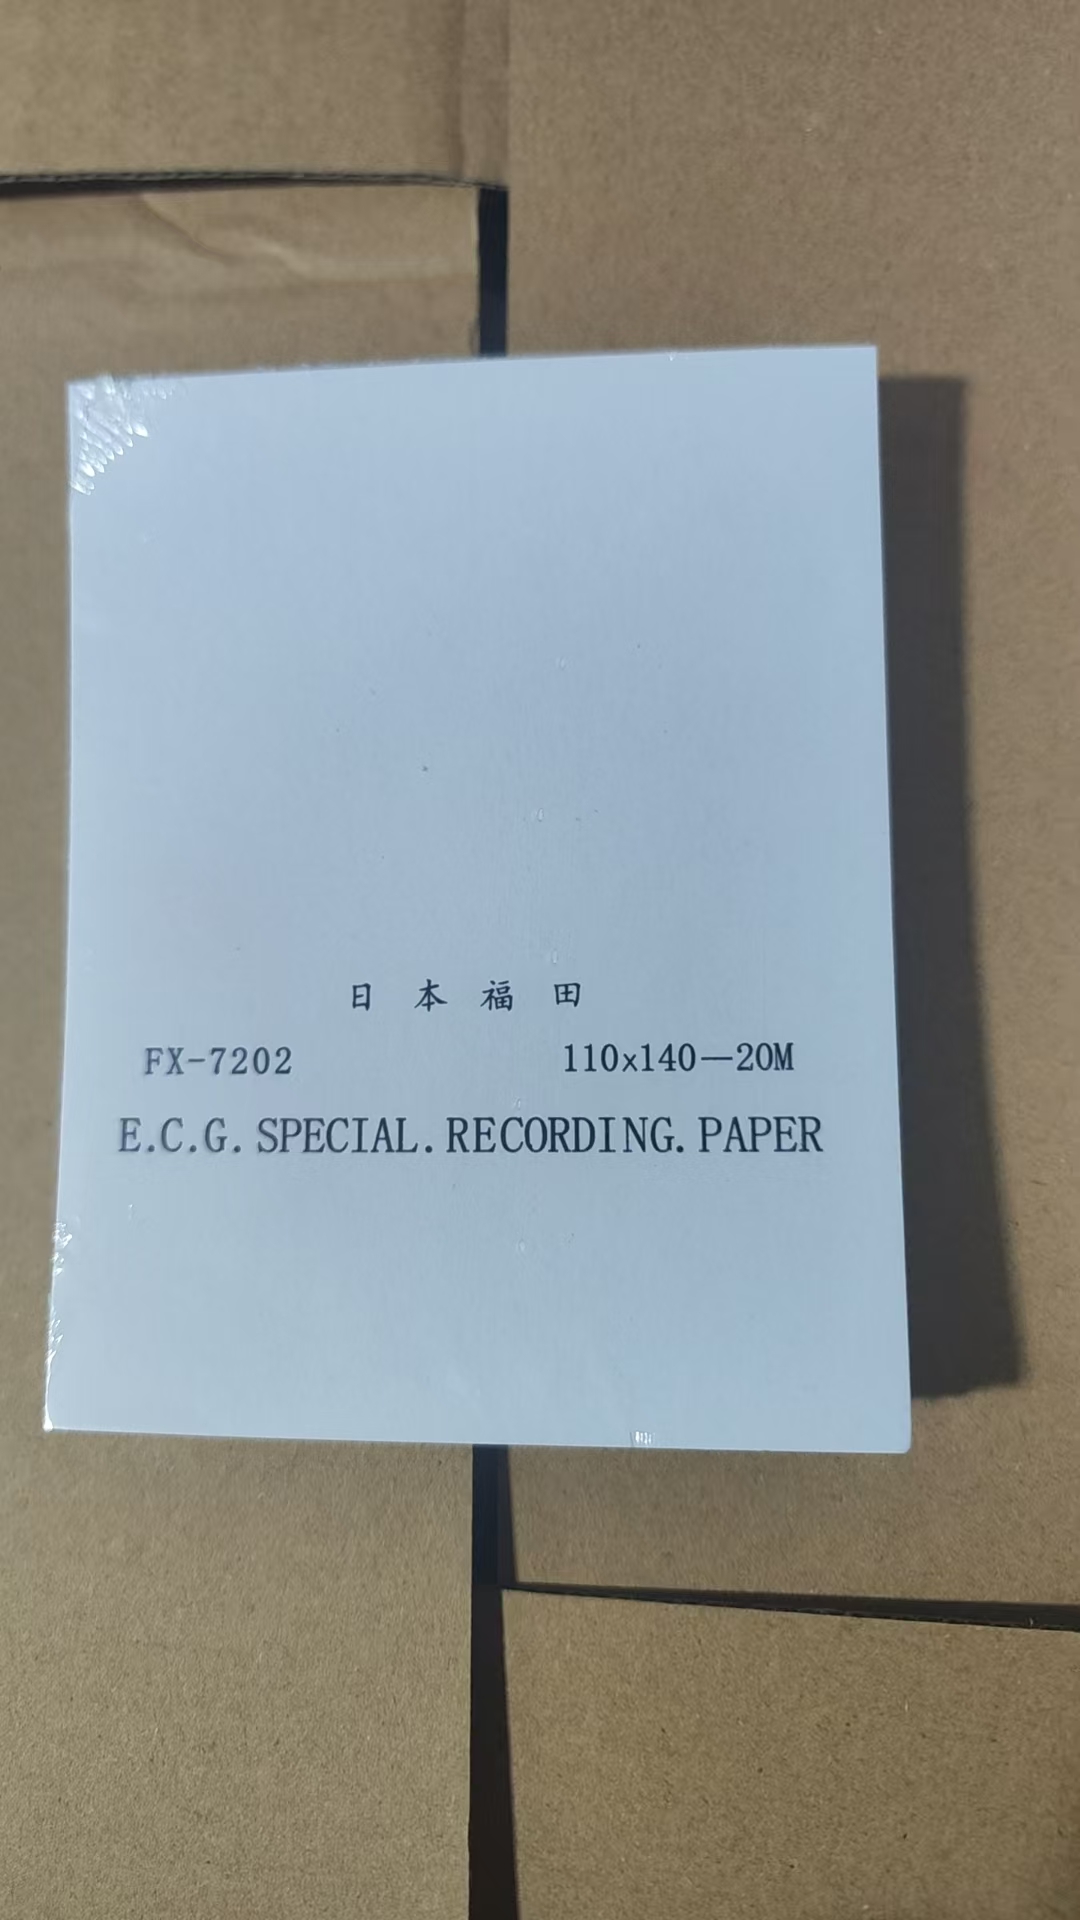 日本福田
FX-7202 110x140—20M
E.C.G. SPECIAL. RECORDING. PAPER